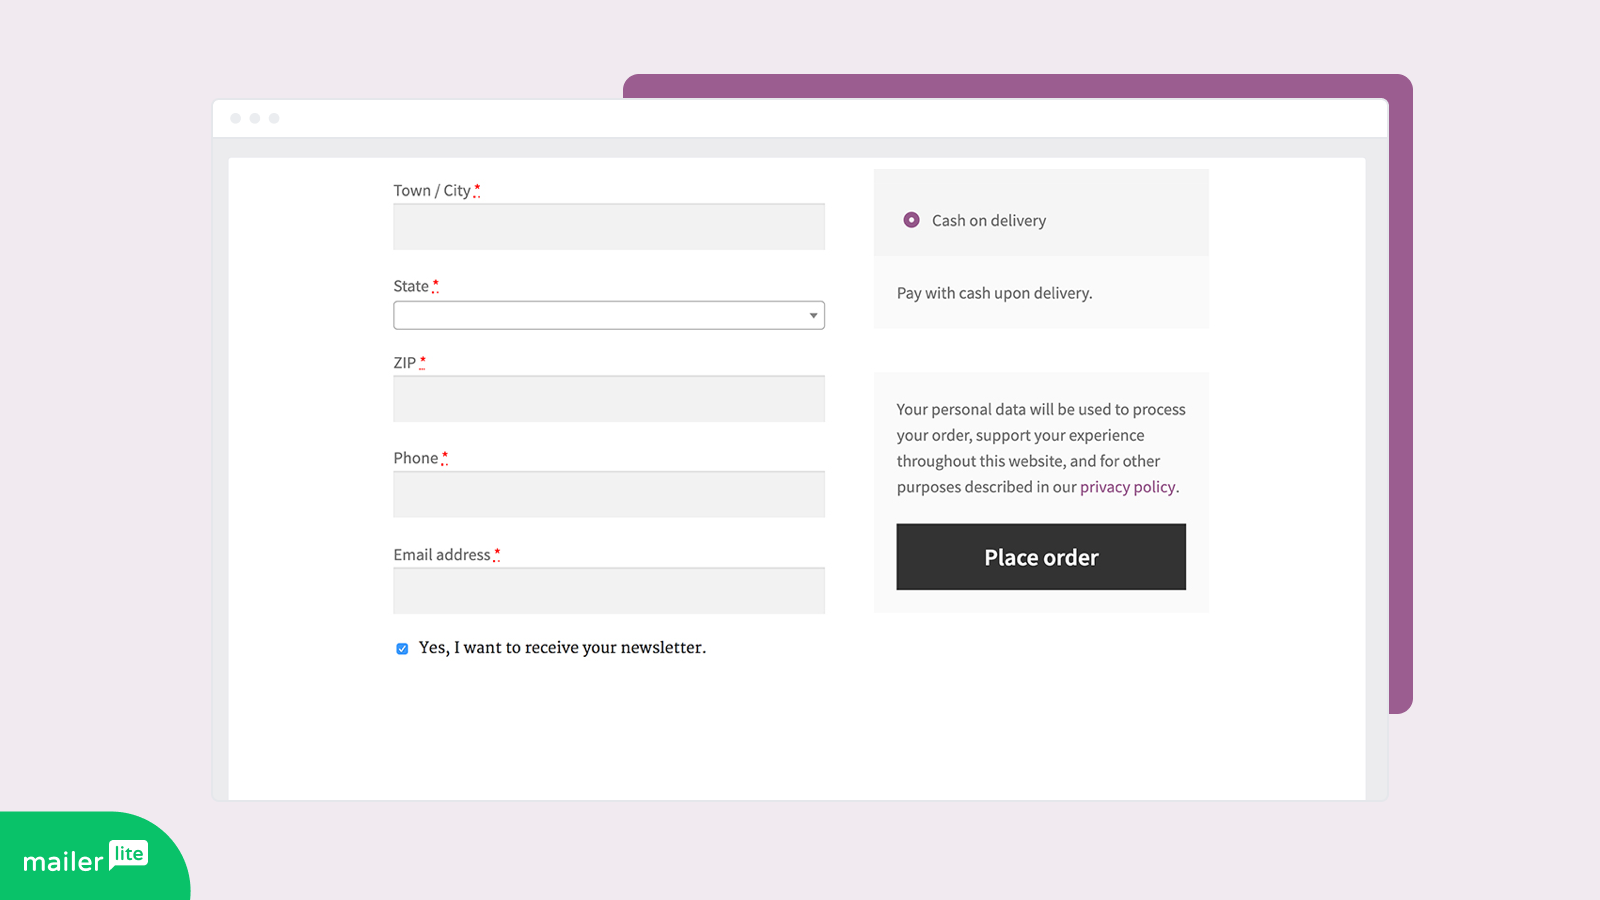 Town / City *
State *
ZIP *
Phone *
Email address *
Yes, I want to receive your newsletter.
Cash on delivery
Pay with cash upon delivery.
Your personal data will be used to process
your order, support your experience
throughout this website, and for other
purposes described in our privacy policy.
Place order
mailer lite